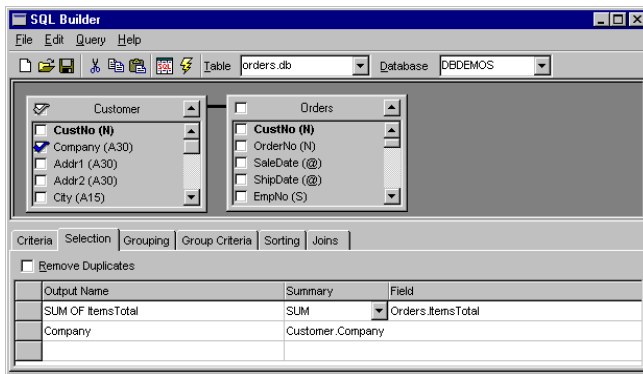 SQL Builder
File Edit Query Help
Table orders.db Database DBDEMOS
Customer
CustNo (N)
Company (A30)
Addr1 (A30)
Addr2 (A30)
City (A15)
Orders
CustNo (N)
OrderNo (N)
SaleDate (@)
ShipDate (@)
EmpNo (S)
Criteria Selection Grouping Group Criteria Sorting Joins
Remove Duplicates
Output Name Summary Field
SUM OF ItemsTotal SUM Orders.ItemsTotal
Company Customer.Company